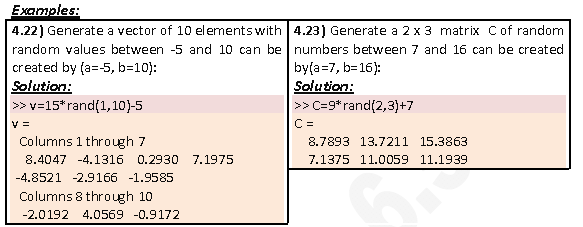 Examples:
4.22) Generate a vector of 10 elements with
random values between -5 and 10 can be
created by (a=-5, b=10):
Solution:
>> v=15*rand(1,10)-5
v =
Columns 1 through 7
8.4047 -4.1316 0.2930 7.1975
-4.8521 -2.9166 -1.9585
Columns 8 through 10
-2.0192 4.0569 -0.9172
4.23) Generate a 2 x 3 matrix C of random
numbers between 7 and 16 can be created
by(a=7, b=16):
Solution:
>> C=9*rand(2,3)+7
C =
8.7893 13.7211 15.3863
7.1375 11.0059 11.1939